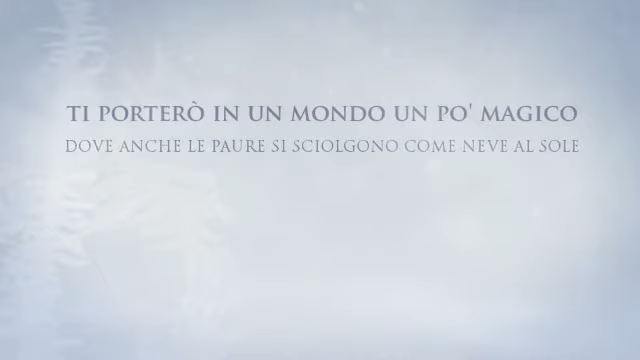 TI PORTERÒ IN UN MONDO UN PO' MAGICO
DOVE ANCHE LE PAURE SI SCIOLGONO COME NEVE AL SOLE